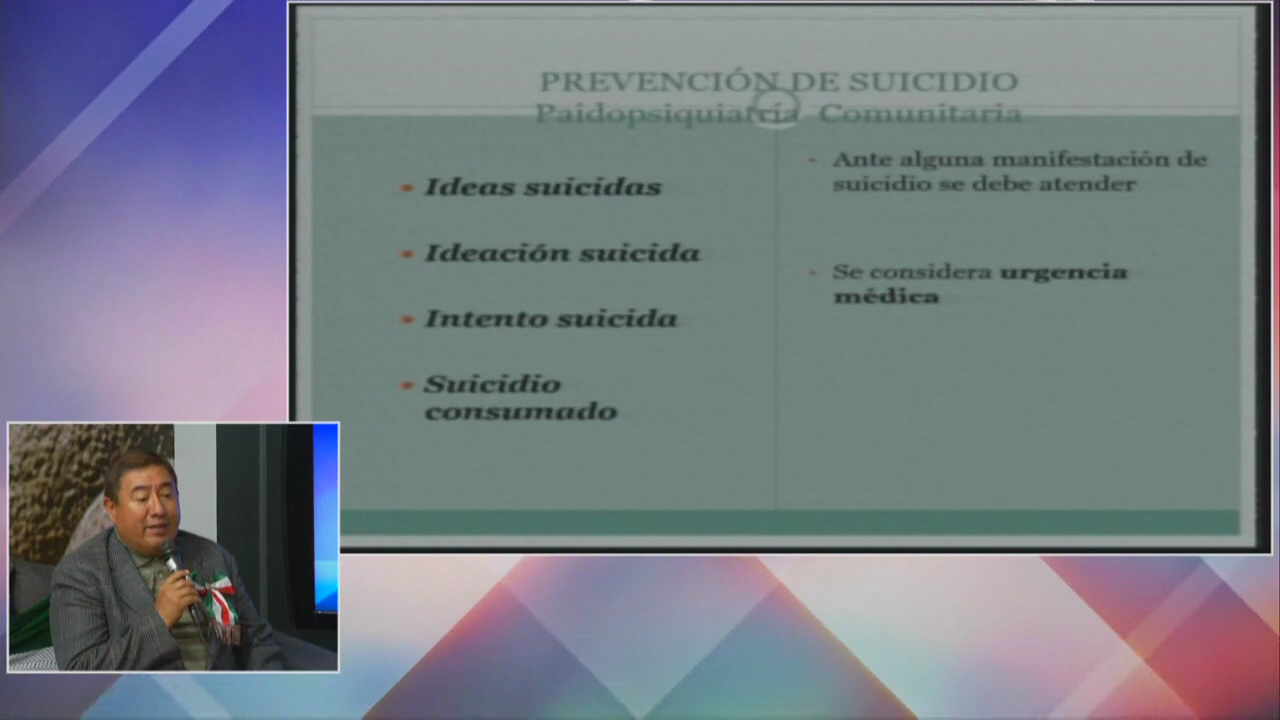 PREVENCIÓN DE SUICIDIO
Paidopsiquiatría Comunitaria
• Ideas suicidas
• Ideación suicida
• Intento suicida
• Suicidio
consumado
• Ante alguna manifestación de
suicidio se debe atender
• Se considera urgencia
médica